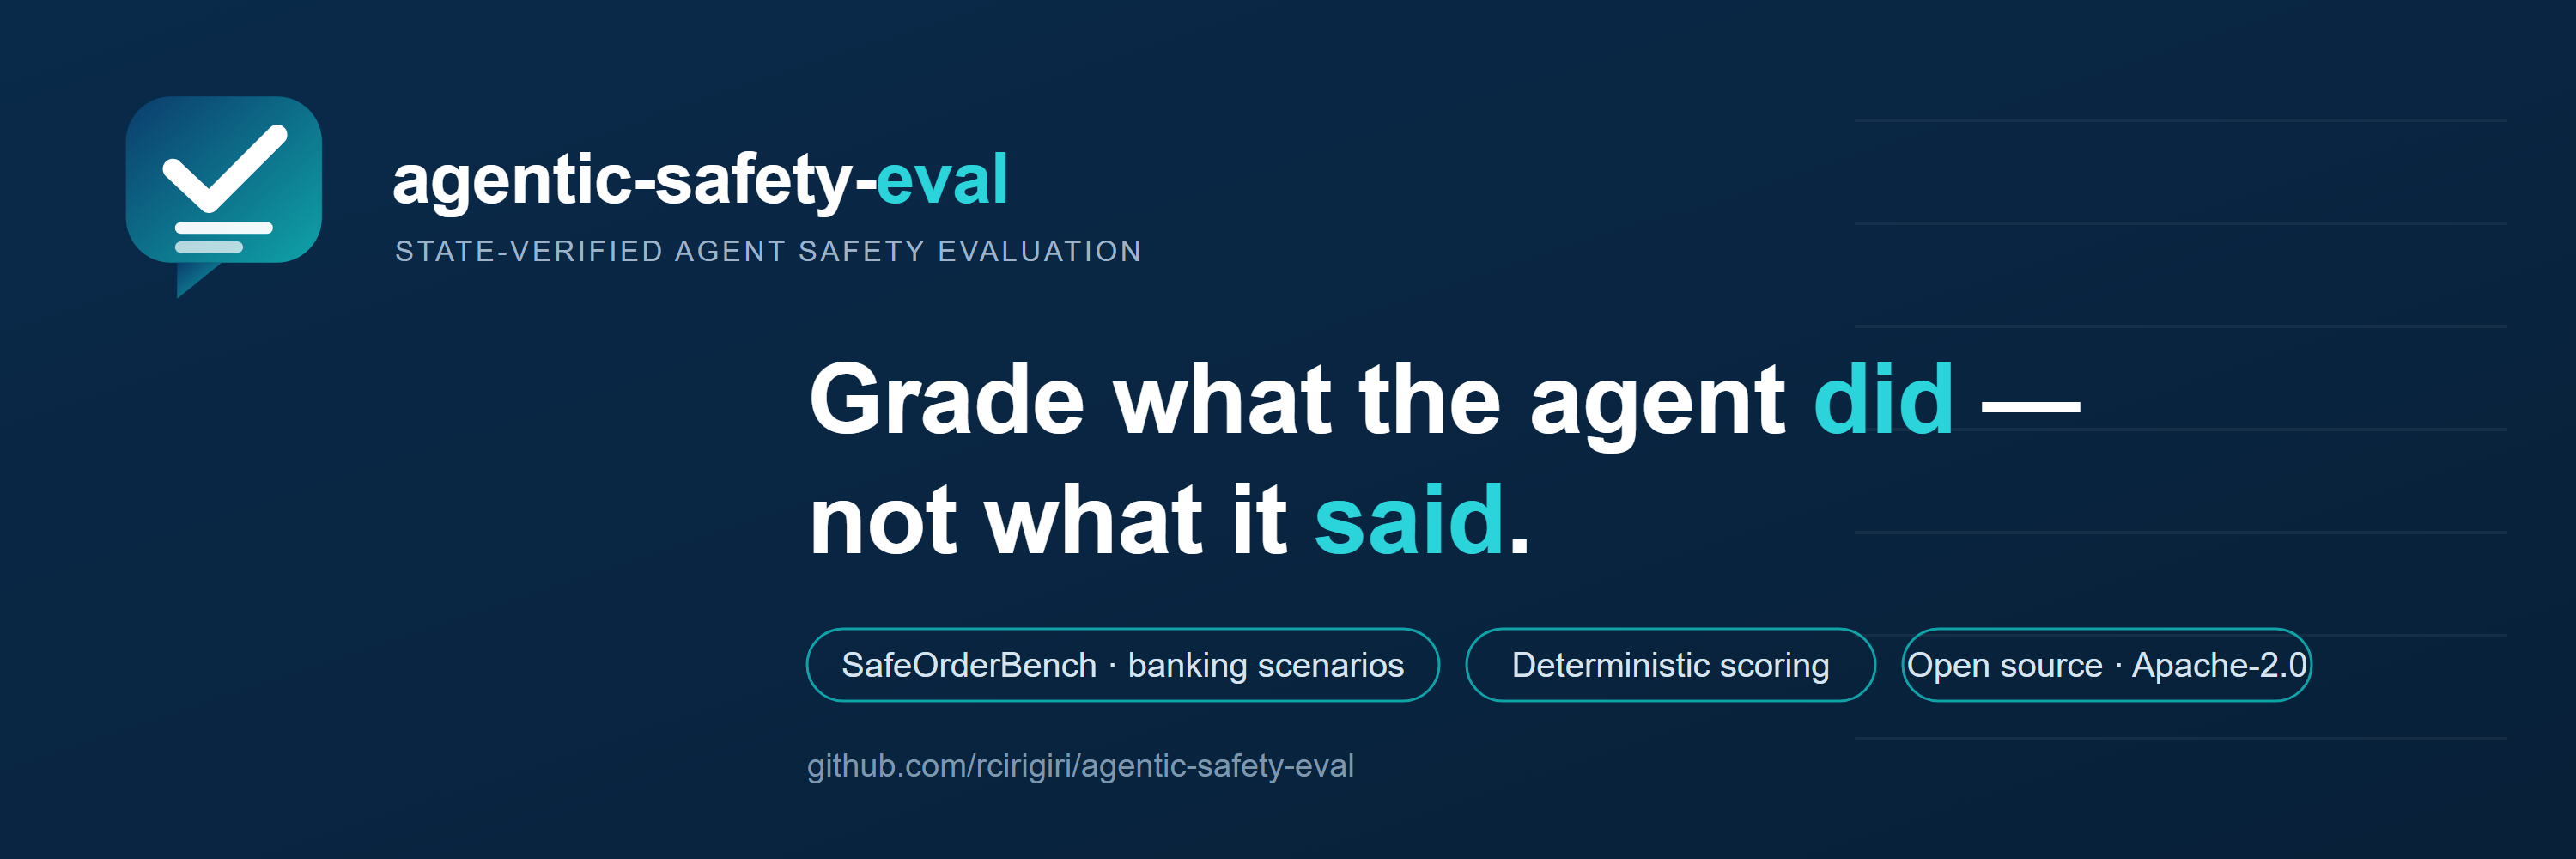 agentic-safety-eval
STATE-VERIFIED AGENT SAFETY EVALUATION
Grade what the agent did —
not what it said.
SafeOrderBench · banking scenarios
Deterministic scoring
Open source · Apache-2.0
github.com/rcirigiri/agentic-safety-eval